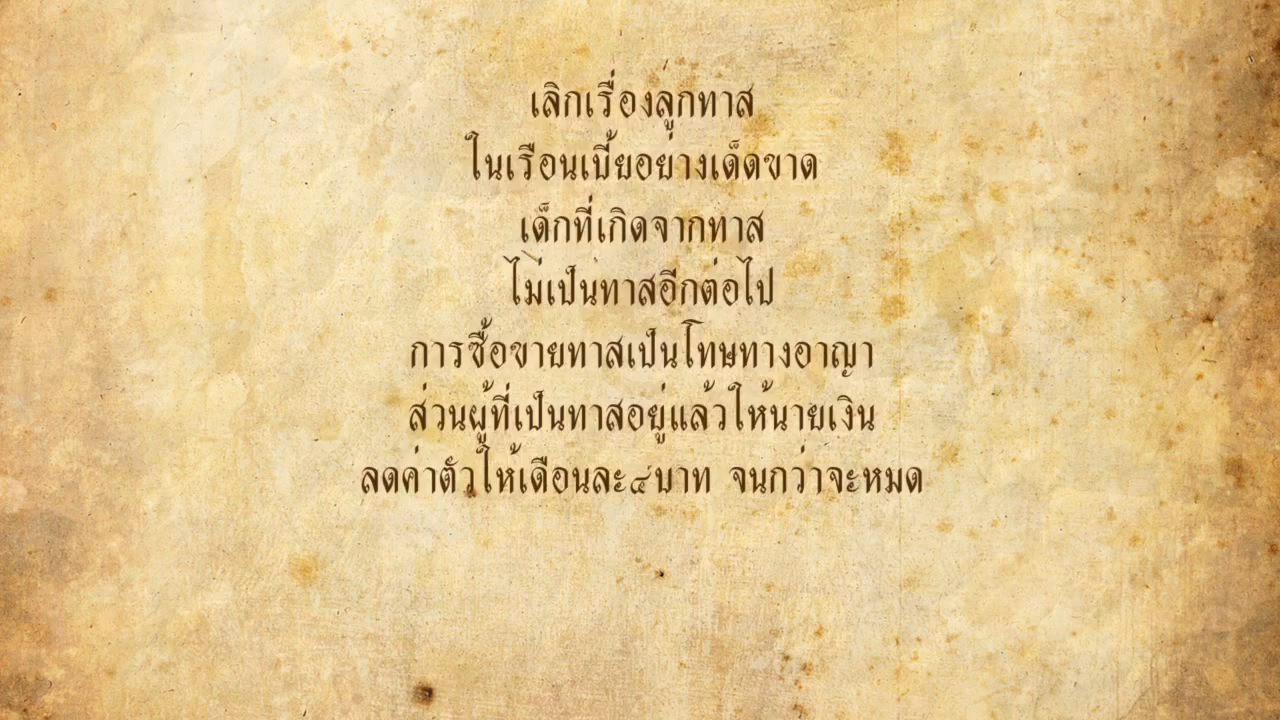 เลิกเรื่องลูกทาส
ในเรือนเบี้ยอย่างเด็ดขาด
เด็กที่เกิดจากทาส
ไม่เป็นทาสอีกต่อไป
การซื้อขายทาสเป็นโทษทางอาญา
ส่วนผู้ที่เป็นทาสอยู่แล้วให้นายเงิน
ลดค่าตัวให้เดือนละ๔บาท จนกว่าจะหมด